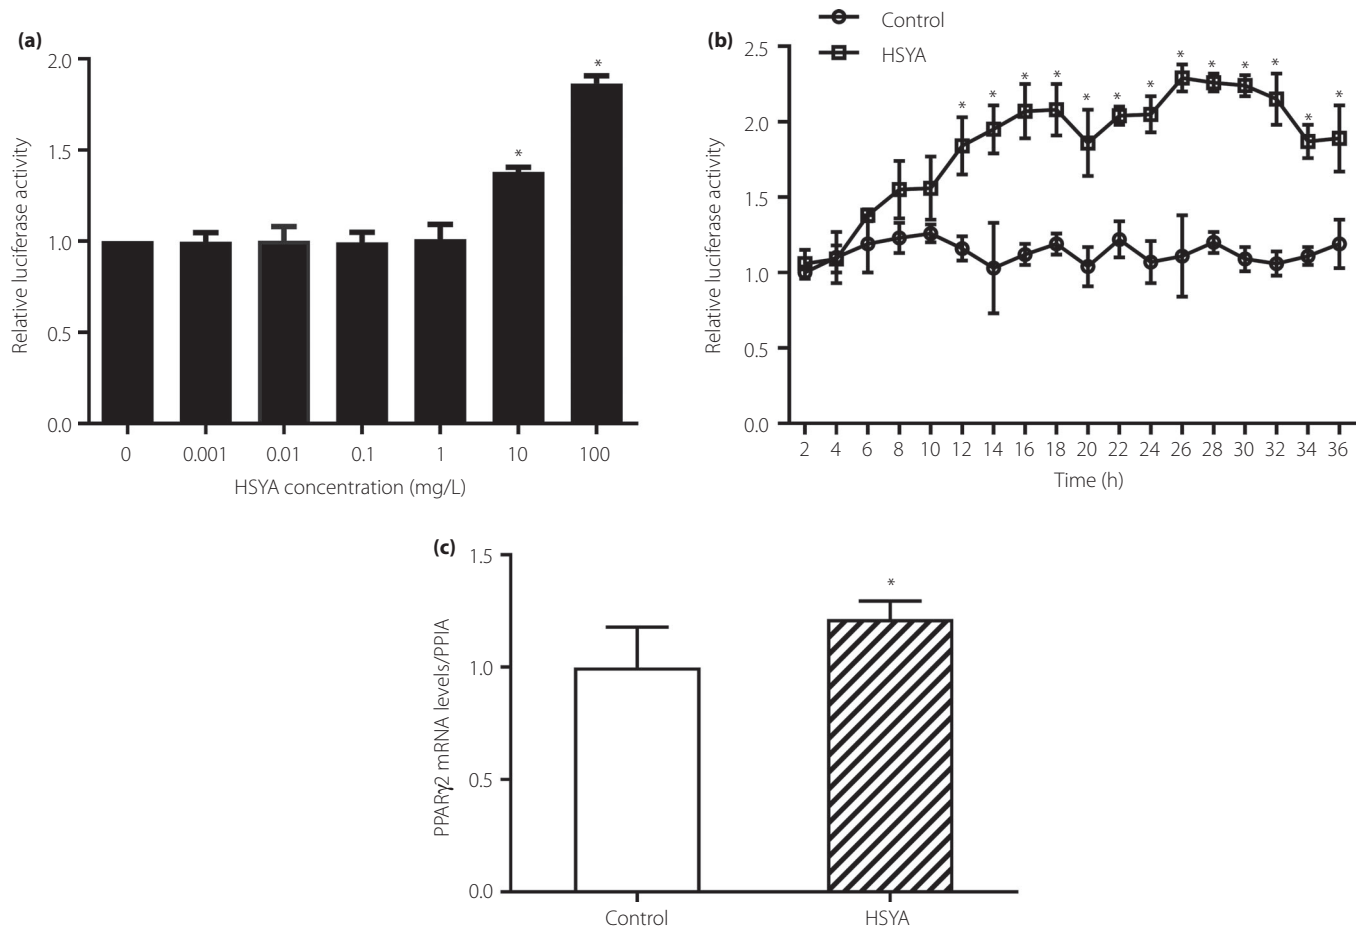 (a)
2.0
1.5
1.0
0.5
0.0
Relative luciferase activity
*
*
0 0.001 0.01 0.1 1 10 100
HSYA concentration (mg/L)
(b)
Control
HSYA
2.5
2.0
1.5
1.0
0.5
0.0
Relative luciferase activity
* * * * * * * * * * * * *
2 4 6 8 10 12 14 16 18 20 22 24 26 28 30 32 34 36
Time (h)
(c)
1.5
1.0
0.5
0.0
PPARγ2 mRNA levels/PPIA
*
Control HSYA